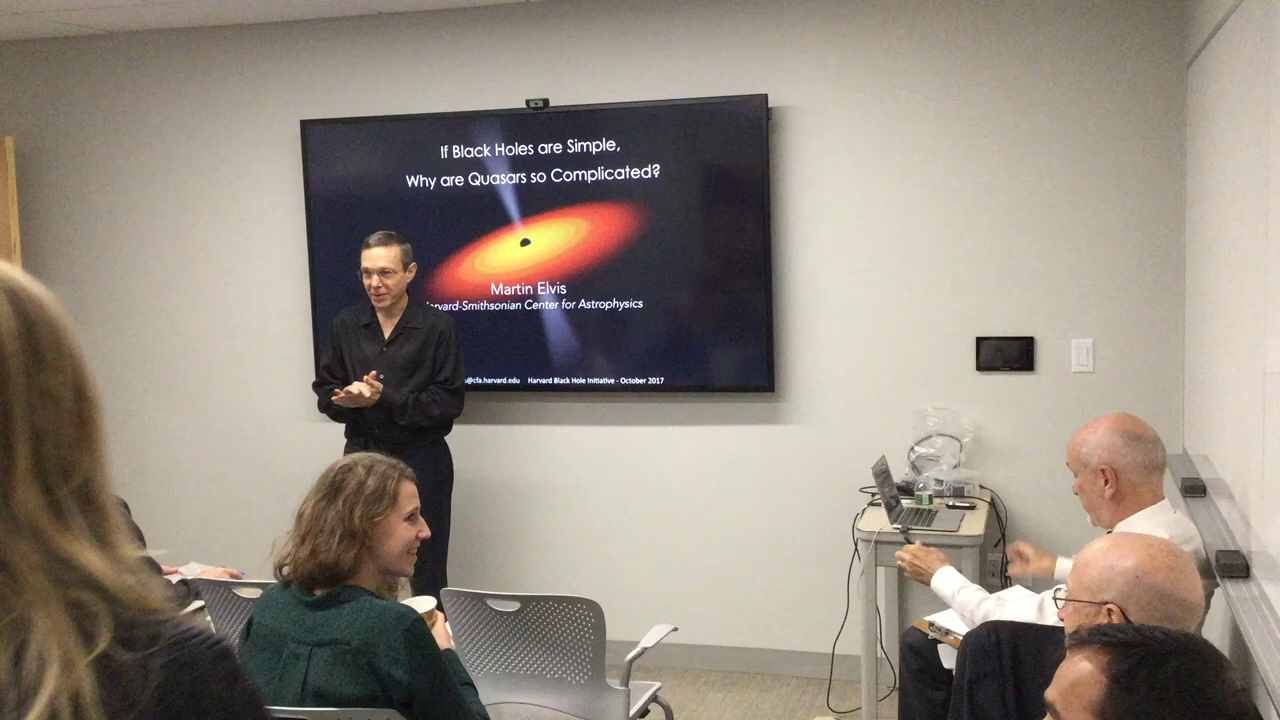 If Black Holes are Simple,
Why are Quasars so Complicated?
Martin Elvis
arvard-Smithsonian Center for Astrophysics
s@cfa.harvard.edu Harvard Black Hole Initiative - October 2017